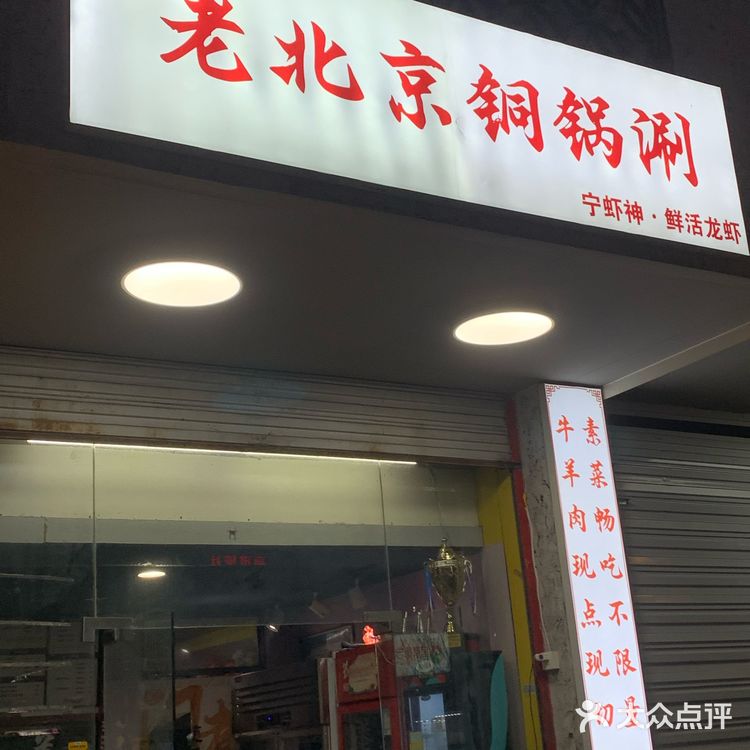 老北京铜锅涮
宁虾神·鲜活龙虾
素菜畅吃不限量
牛羊肉现点现切
大众点评